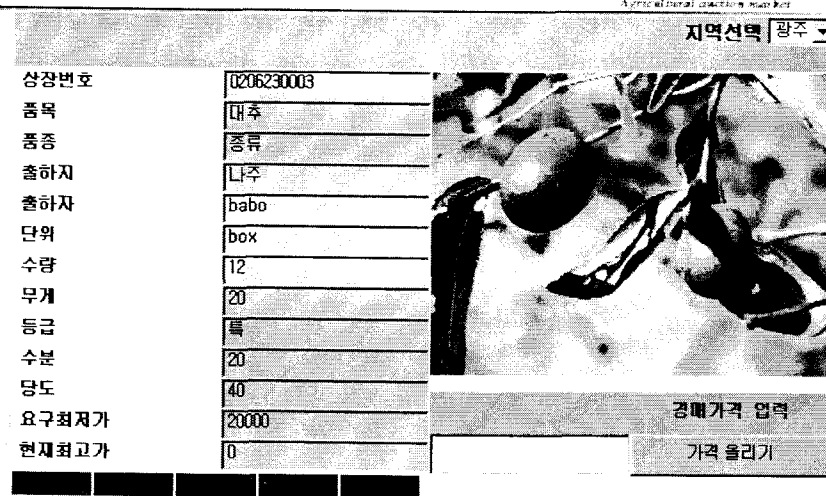 Agricultural auction market
지역선택 광주
상장번호 0206230003
품목 대추
품종 종류
출하지 나주
출하자 babo
단위 box
수량 12
무게 20
등급 특
수분 20
당도 40
요구최저가 20000
경매가격 입력
현재최고가 0
가격 올리기